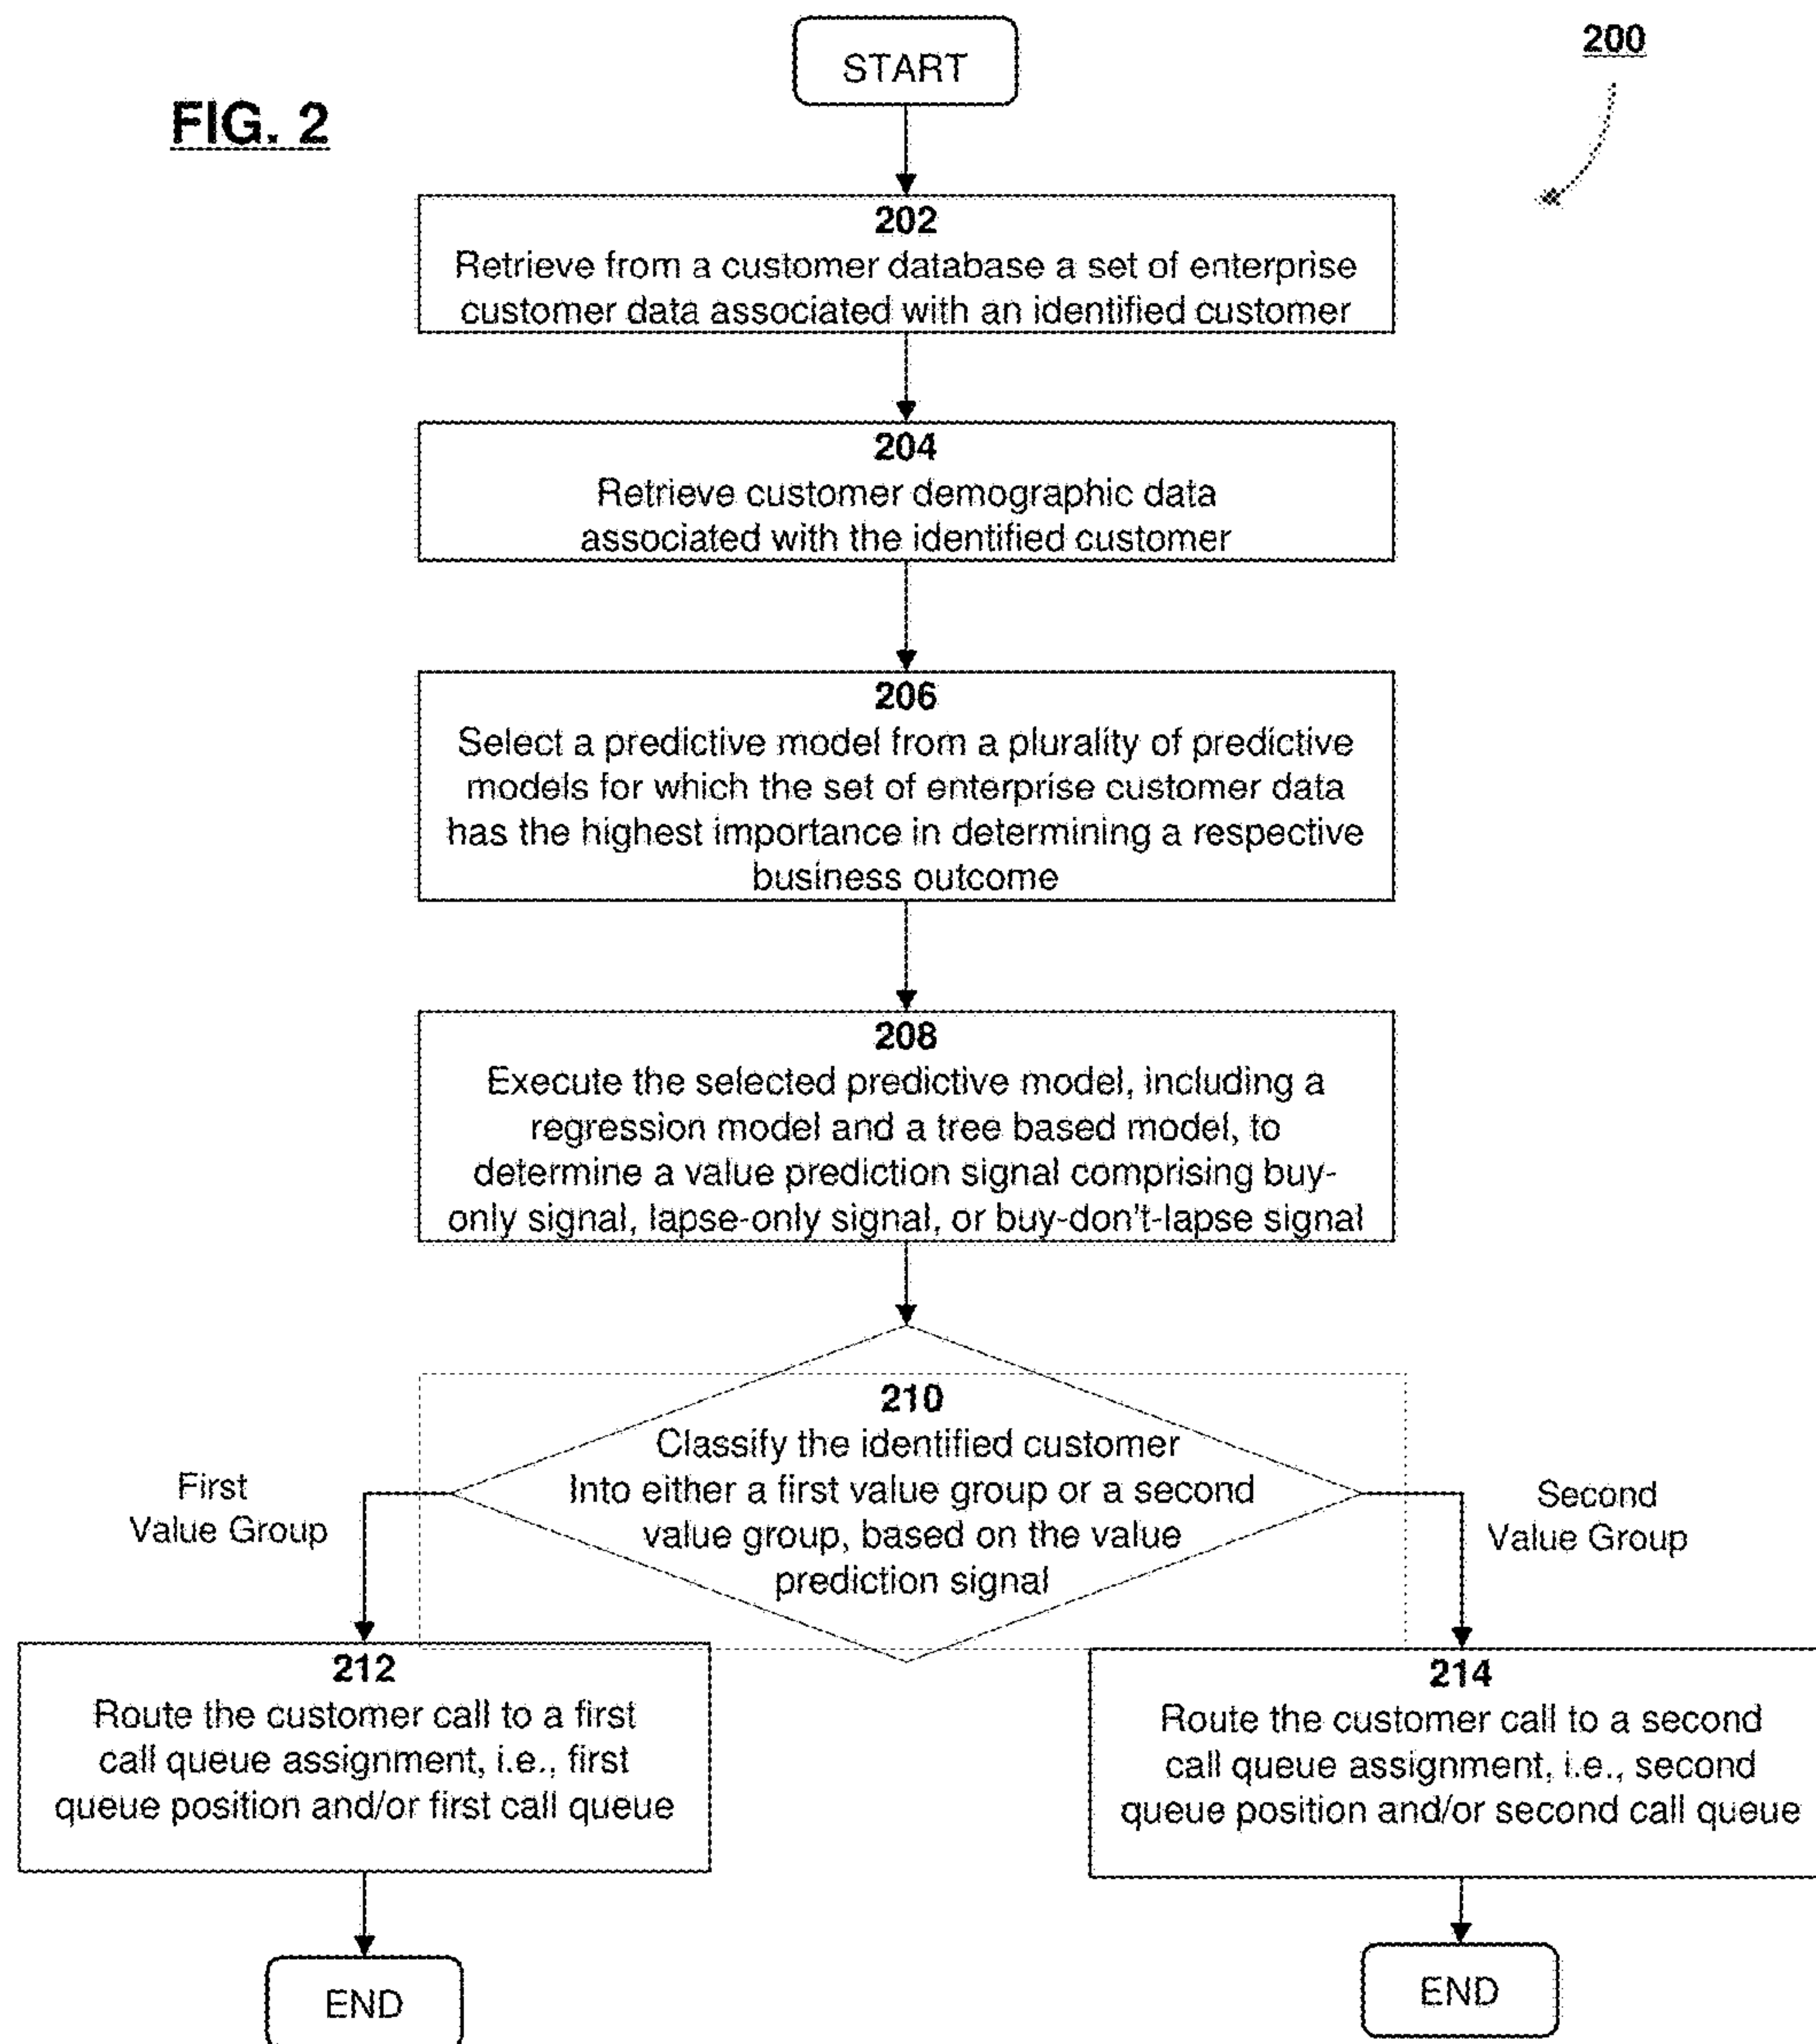 START
200
FIG. 2
202
Retrieve from a customer database a set of enterprise
customer data associated with an identified customer
204
Retrieve customer demographic data
associated with the identified customer
206
Select a predictive model from a plurality of predictive
models for which the set of enterprise customer data
has the highest importance in determining a respective
business outcome
208
Execute the selected predictive model, including a
regression model and a tree based model, to
determine a value prediction signal comprising buy-
only signal, lapse-only signal, or buy-don't-lapse signal
210
Classify the identified customer
Into either a first value group or a second
value group, based on the value
prediction signal
First
Value Group
Second
Value Group
212
Route the customer call to a first
call queue assignment, i.e., first
queue position and/or first call queue
214
Route the customer call to a second
call queue assignment, i.e., second
queue position and/or second call queue
END
END